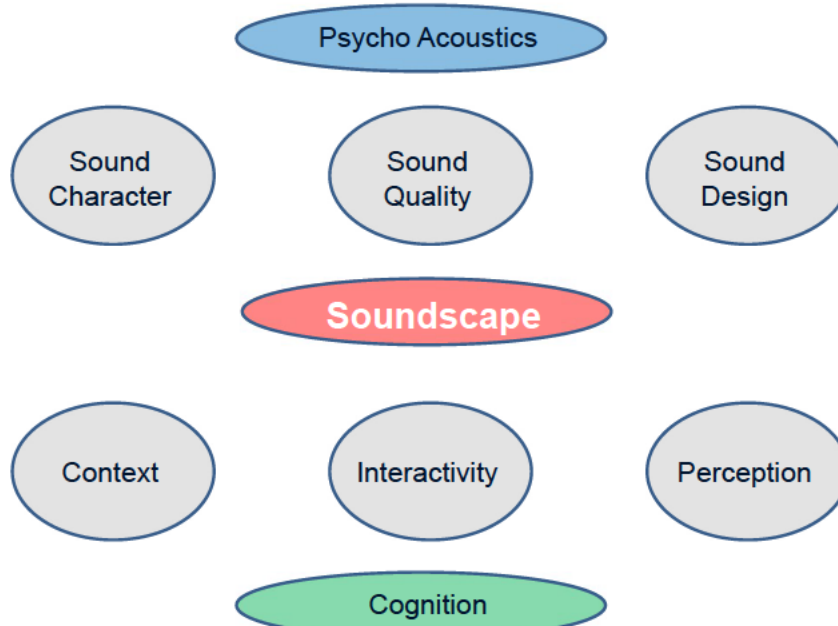 Psycho Acoustics
Sound
Character
Sound
Quality
Sound
Design
Soundscape
Context
Interactivity
Perception
Cognition